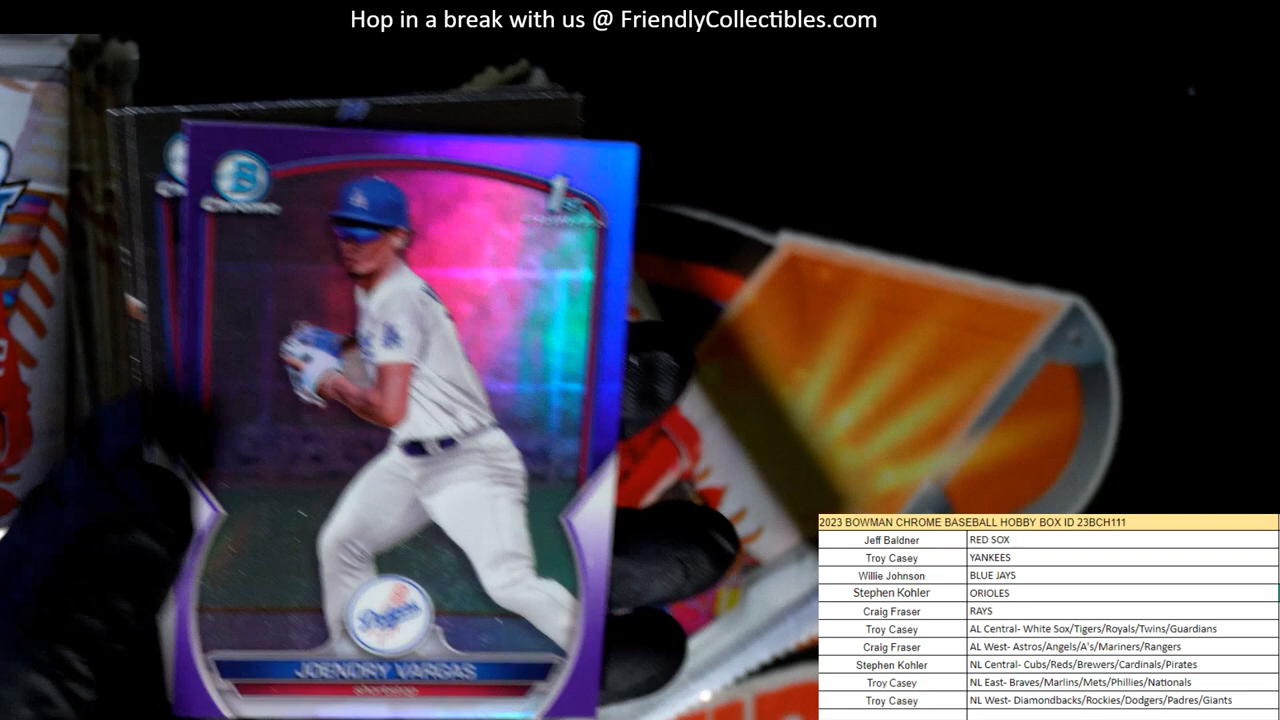 Hop in a break with us @ FriendlyCollectibles.com
B
Chrome
1st
Dodgers
JOENDRY VARGAS
shortstop
2023 BOWMAN CHROME BASEBALL HOBBY BOX ID 23BCH111
Jeff Baldner RED SOX
Troy Casey YANKEES
Willie Johnson BLUE JAYS
Stephen Kohler ORIOLES
Craig Fraser RAYS
Troy Casey AL Central- White Sox/Tigers/Royals/Twins/Guardians
Craig Fraser AL West- Astros/Angels/A's/Mariners/Rangers
Stephen Kohler NL Central- Cubs/Reds/Brewers/Cardinals/Pirates
Troy Casey NL East- Braves/Marlins/Mets/Phillies/Nationals
Troy Casey NL West- Diamondbacks/Rockies/Dodgers/Padres/Giants